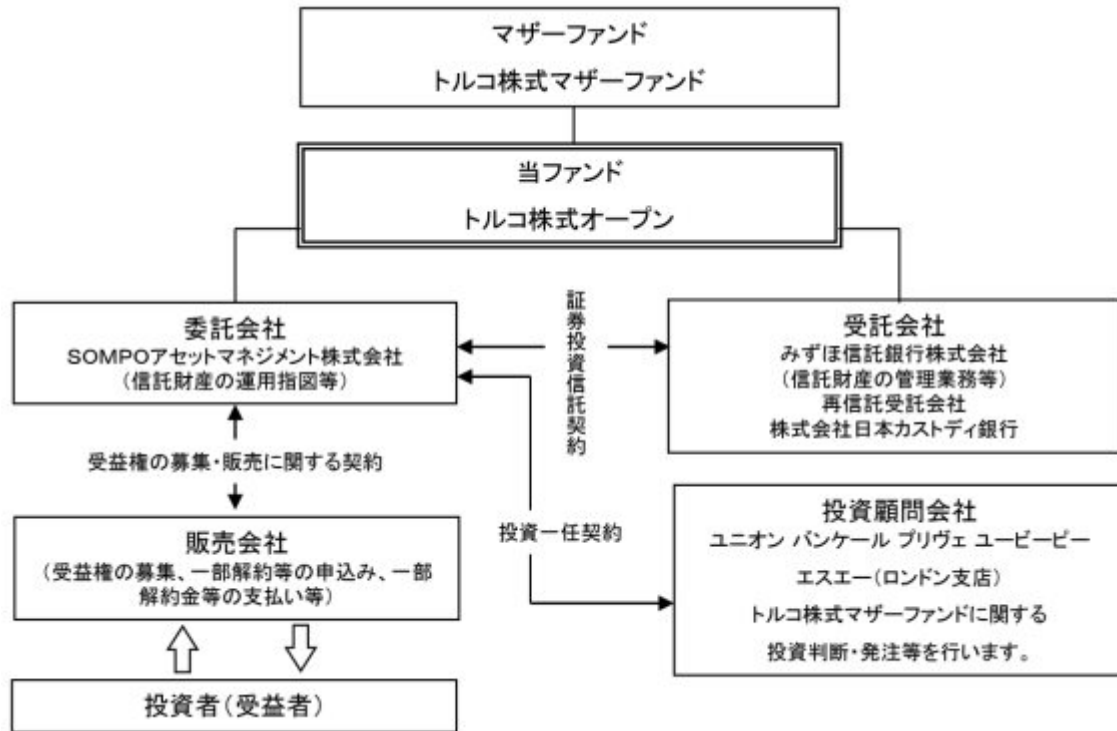 マザーファンド
トルコ株式マザーファンド
当ファンド
トルコ株式オープン
委託会社
SOMPOアセットマネジメント株式会社
(信託財産の運用指図等)
証券投資信託契約
受託会社
みずほ信託銀行株式会社
(信託財産の管理業務等)
再信託受託会社
株式会社日本カストディ銀行
受益権の募集・販売に関する契約
販売会社
(受益権の募集、一部解約等の申込み、一部
解約金等の支払い等)
投資一任契約
投資顧問会社
ユニオン バンケール プリヴェ ユービーピー
エスエー(ロンドン支店)
トルコ株式マザーファンドに関する
投資判断・発注等を行います。
投資者(受益者)